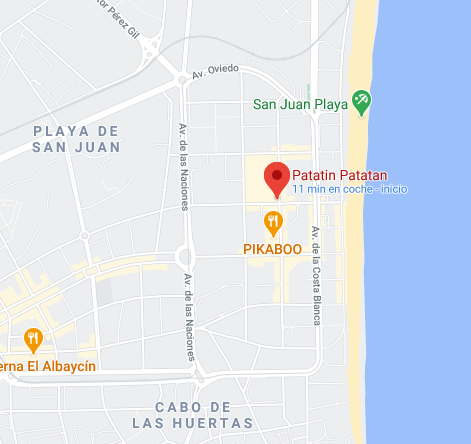 or Pérez Gil
Av. Oviedo
San Juan Playa
PLAYA DE
SAN JUAN
Av. de las Naciones
Patatin Patatan
11 min en coche - inicio
PIKABOO
Av. de la Costa Blanca
Av. de las Naciones
erna El Albaycín
CABO DE
LAS HUERTAS